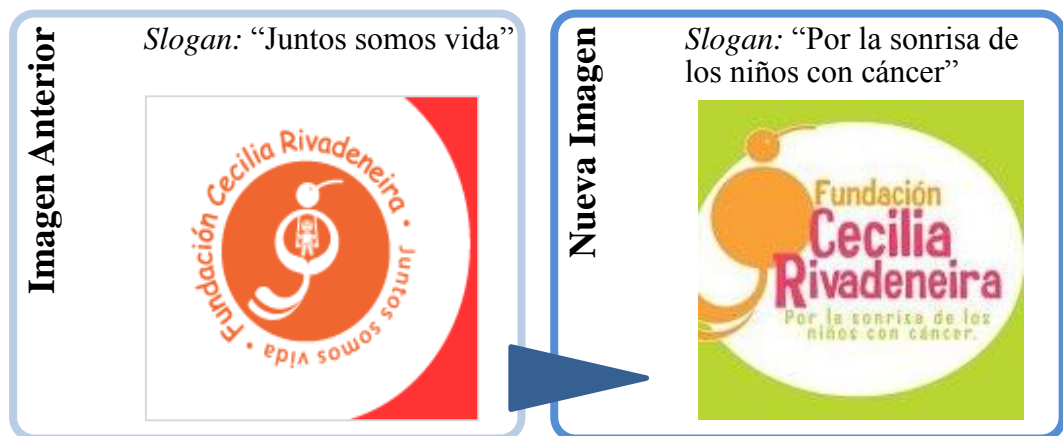 Imagen Anterior
Slogan: “Juntos somos vida”
Fundación Cecilia Rivadeneira • Juntos somos vida •
Nueva Imagen
Slogan: “Por la sonrisa de
los niños con cáncer”
Fundación
Cecilia
Rivadeneira
Por la sonrisa de los
niños con cáncer.